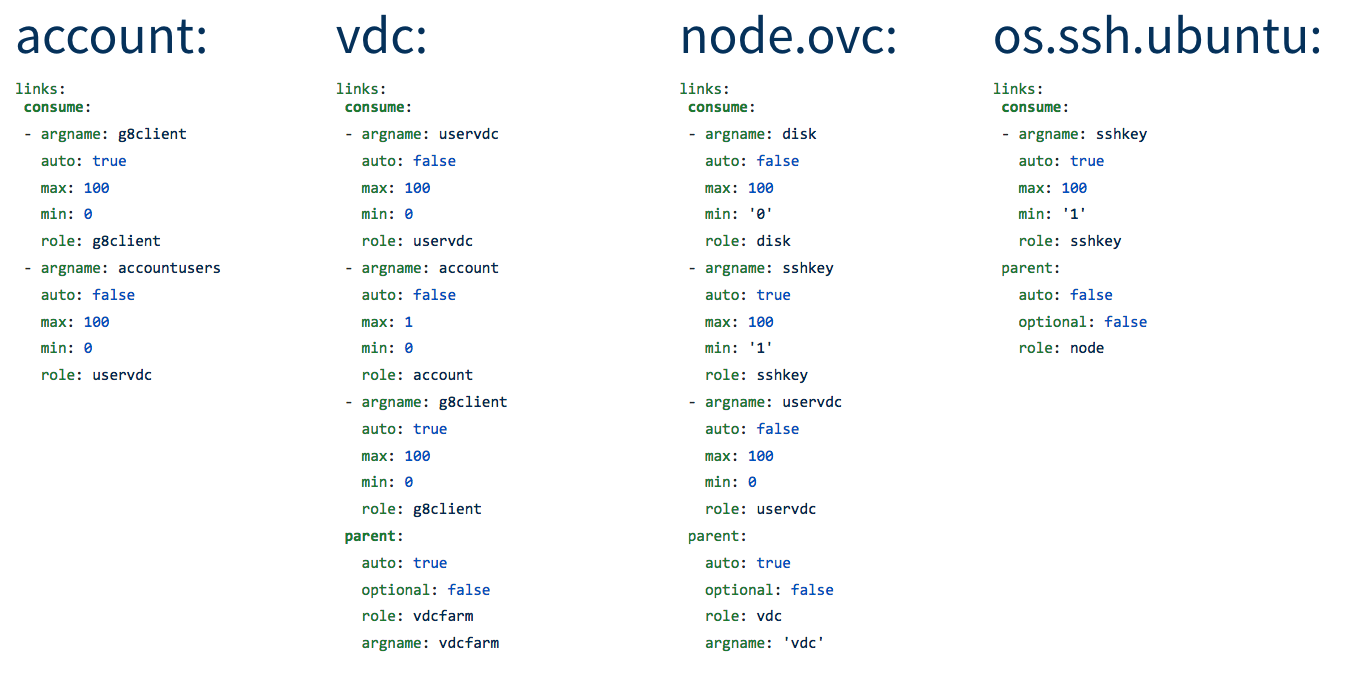 account:
links:
 consume:
 - argname: g8client
   auto: true
   max: 100
   min: 0
   role: g8client
 - argname: accountusers
   auto: false
   max: 100
   min: 0
   role: uservdc
vdc:
links:
 consume:
 - argname: uservdc
   auto: false
   max: 100
   min: 0
   role: uservdc
 - argname: account
   auto: false
   max: 1
   min: 0
   role: account
 - argname: g8client
   auto: true
   max: 100
   min: 0
   role: g8client
 parent:
   auto: true
   optional: false
   role: vdcfarm
   argname: vdcfarm
node.ovc:
links:
 consume:
 - argname: disk
   auto: false
   max: 100
   min: '0'
   role: disk
 - argname: sshkey
   auto: true
   max: 100
   min: '1'
   role: sshkey
 - argname: uservdc
   auto: false
   max: 100
   min: 0
   role: uservdc
 parent:
   auto: true
   optional: false
   role: vdc
   argname: 'vdc'
os.ssh.ubuntu:
links:
 consume:
 - argname: sshkey
   auto: true
   max: 100
   min: '1'
   role: sshkey
 parent:
   auto: false
   optional: false
   role: node